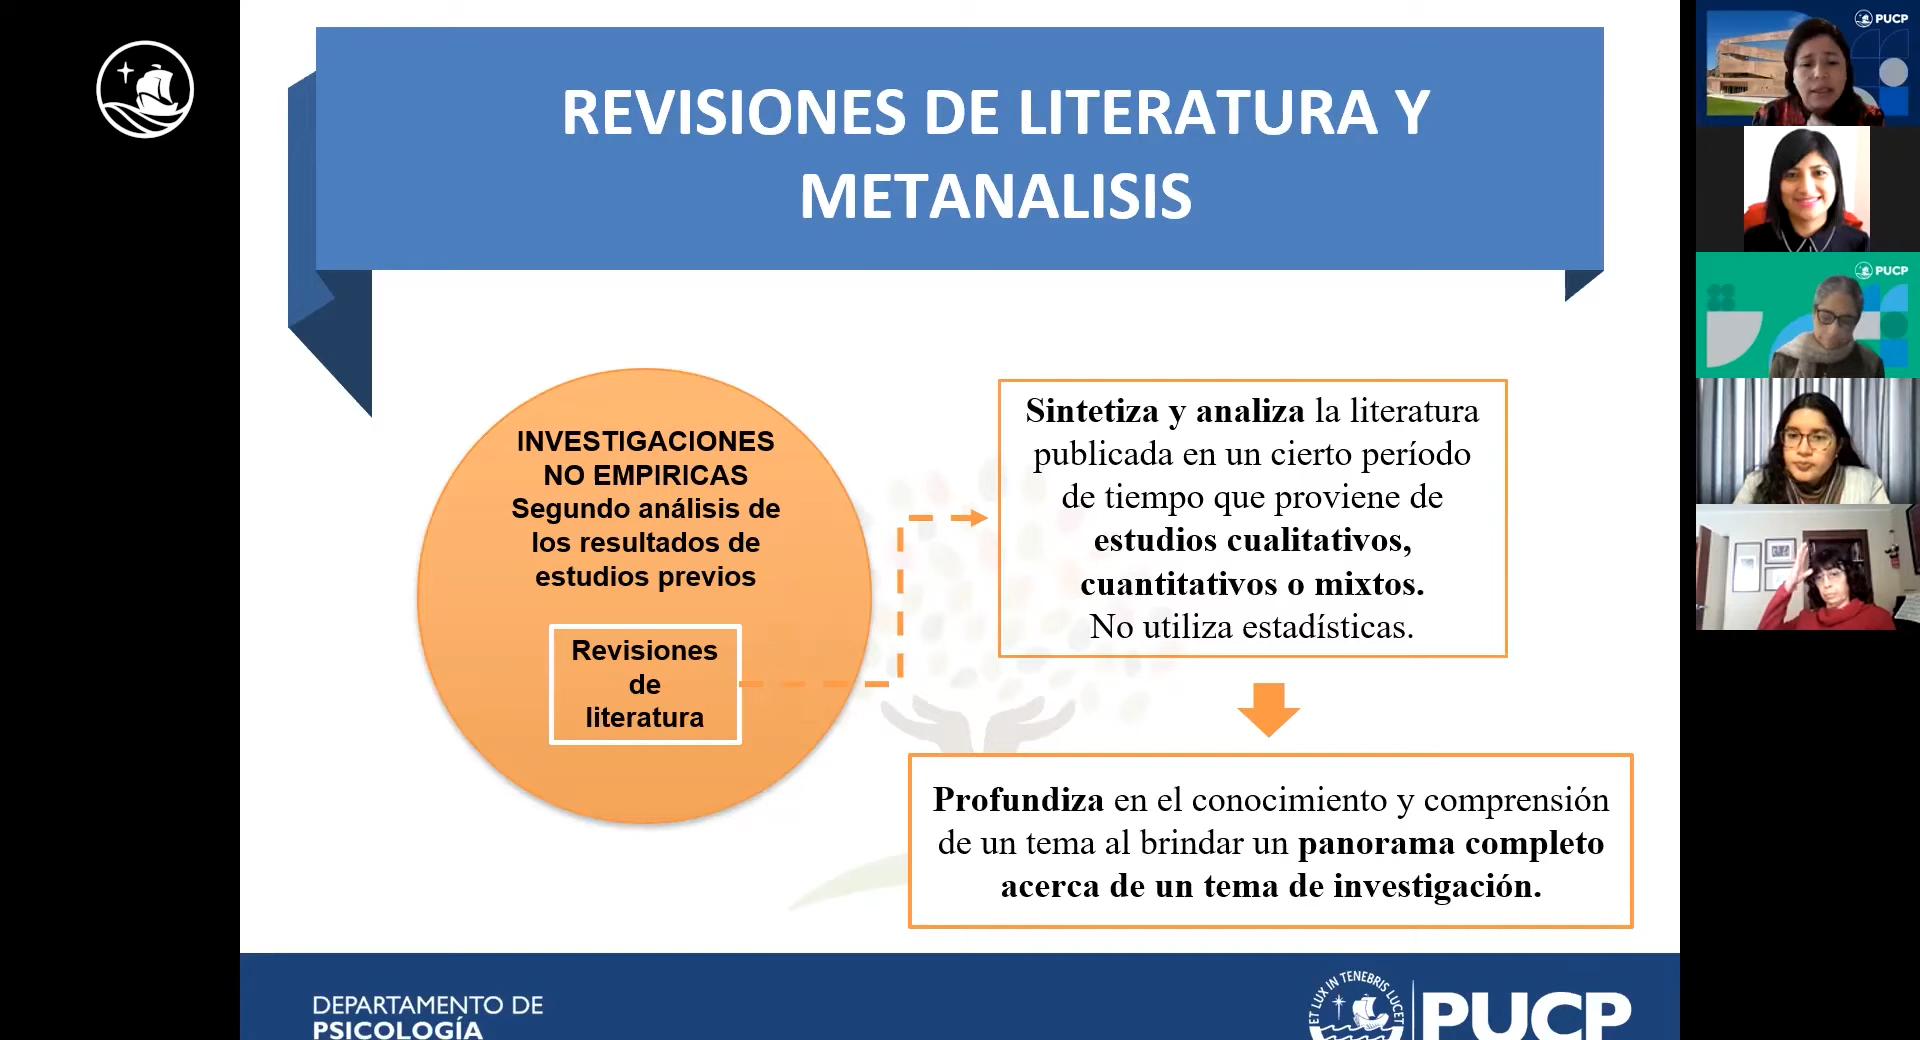 REVISIONES DE LITERATURA Y
METANALISIS
INVESTIGACIONES
NO EMPIRICAS
Segundo análisis de
los resultados de
estudios previos
Revisiones
de
literatura
Sintetiza y analiza la literatura
publicada en un cierto período
de tiempo que proviene de
estudios cualitativos,
cuantitativos o mixtos.
No utiliza estadísticas.
Profundiza en el conocimiento y comprensión
de un tema al brindar un panorama completo
acerca de un tema de investigación.
DEPARTAMENTO DE
PSICOLOGÍA
ET LUX IN TENEBRIS LUCET
PUCP
PUCP
PUCP